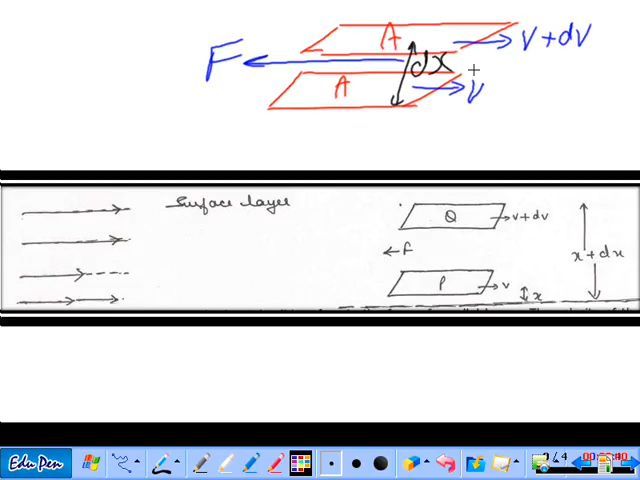 A
V + dV
F
dx
A
V
Surface layer
Q
v + dv
F
x + dx
P
v
x
Edu Pen